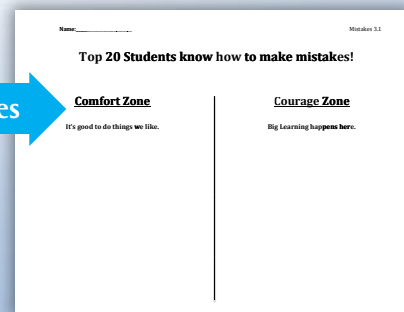 Name:_______________
Mistakes 3.1
Top 20 Students know how to make mistakes!
es
Comfort Zone
Courage Zone
It's good to do things we like.
Big Learning happens here.